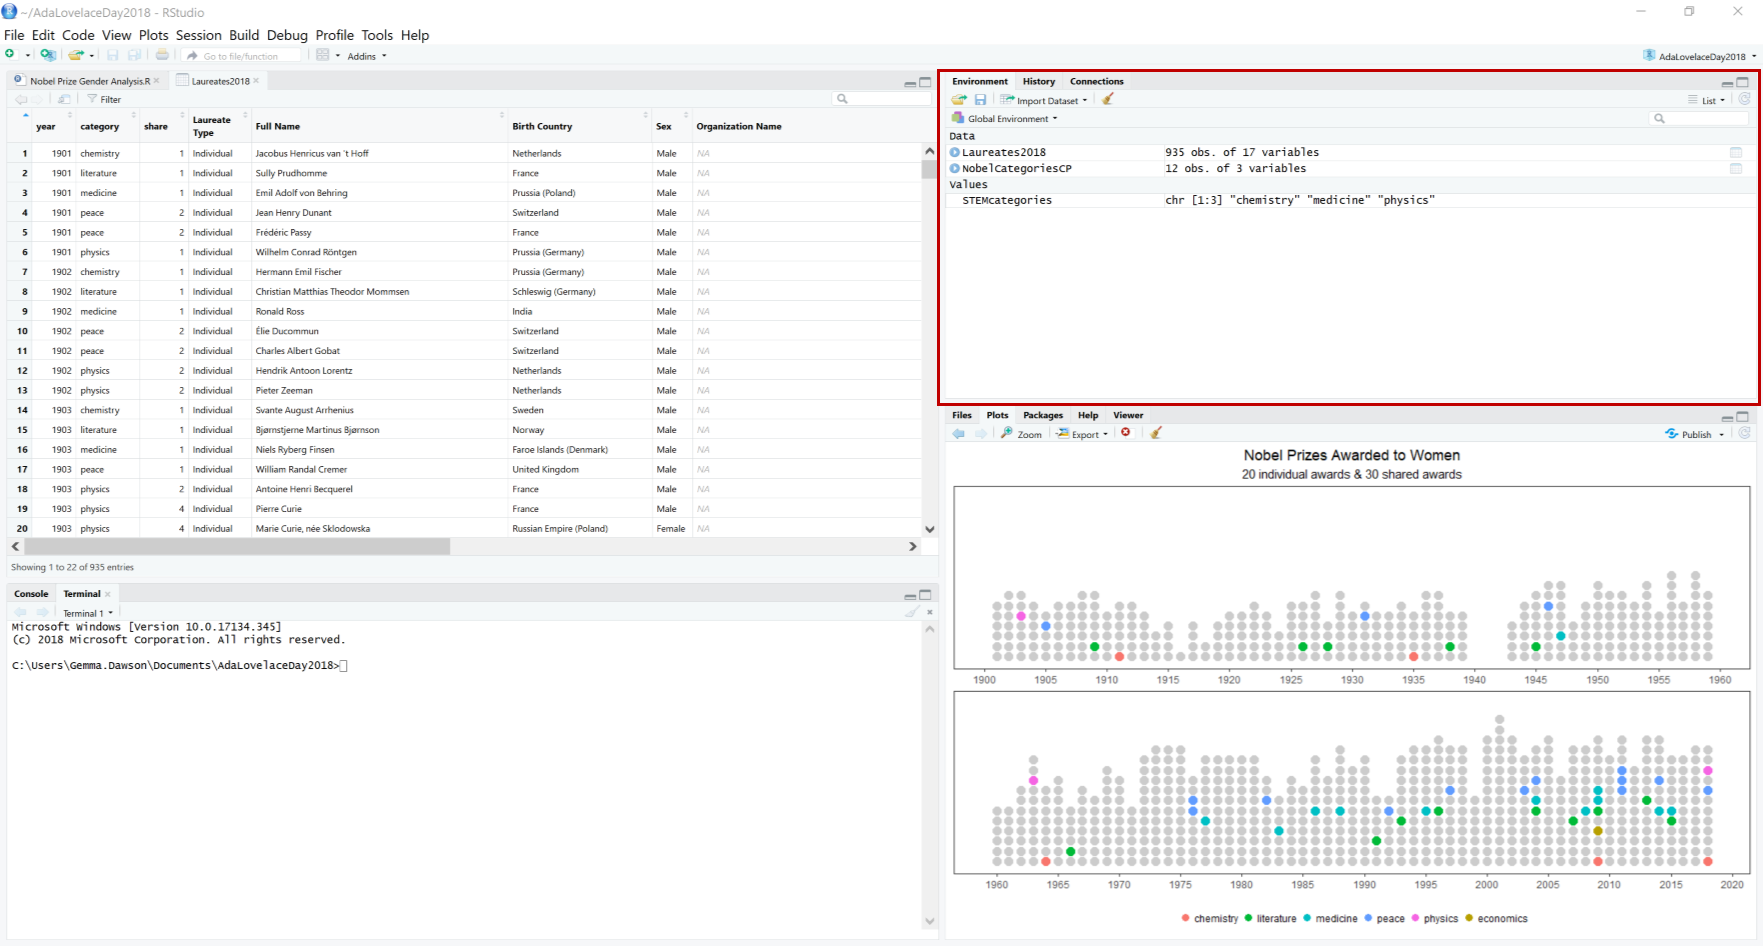 ~/AdaLovelaceDay2018 - RStudio
File Edit Code View Plots Session Build Debug Profile Tools Help
Go to file/function Addins AdaLovelaceDay2018
Nobel Prize Gender Analysis.R Laureates2018
Filter
year category share Laureate Type Full Name Birth Country Sex Organization Name
1 1901 chemistry 1 Individual Jacobus Henricus van 't Hoff Netherlands Male NA
2 1901 literature 1 Individual Sully Prudhomme France Male NA
3 1901 medicine 1 Individual Emil Adolf von Behring Prussia (Poland) Male NA
4 1901 peace 2 Individual Jean Henry Dunant Switzerland Male NA
5 1901 peace 2 Individual Frédéric Passy France Male NA
6 1901 physics 1 Individual Wilhelm Conrad Röntgen Prussia (Germany) Male NA
7 1902 chemistry 1 Individual Hermann Emil Fischer Prussia (Germany) Male NA
8 1902 literature 1 Individual Christian Matthias Theodor Mommsen Schleswig (Germany) Male NA
9 1902 medicine 1 Individual Ronald Ross India Male NA
10 1902 peace 2 Individual Élie Ducommun Switzerland Male NA
11 1902 peace 2 Individual Charles Albert Gobat Switzerland Male NA
12 1902 physics 2 Individual Hendrik Antoon Lorentz Netherlands Male NA
13 1902 physics 2 Individual Pieter Zeeman Netherlands Male NA
14 1903 chemistry 1 Individual Svante August Arrhenius Sweden Male NA
15 1903 literature 1 Individual Bjørnstjerne Martinus Bjørnson Norway Male NA
16 1903 medicine 1 Individual Niels Ryberg Finsen Faroe Islands (Denmark) Male NA
17 1903 peace 1 Individual William Randal Cremer United Kingdom Male NA
18 1903 physics 2 Individual Antoine Henri Becquerel France Male NA
19 1903 physics 4 Individual Pierre Curie France Male NA
20 1903 physics 4 Individual Marie Curie, née Sklodowska Russian Empire (Poland) Female NA
Showing 1 to 22 of 935 entries
Console Terminal
Terminal 1
Microsoft Windows [Version 10.0.17134.345]
(c) 2018 Microsoft Corporation. All rights reserved.
C:\Users\Gemma.Dawson\Documents\AdaLovelaceDay2018>
Environment History Connections
Import Dataset List
Global Environment
Data
Laureates2018 935 obs. of 17 variables
NobelCategoriesCP 12 obs. of 3 variables
Values
STEMcategories chr [1:3] "chemistry" "medicine" "physics"
Files Plots Packages Help Viewer
Zoom Export Publish
Nobel Prizes Awarded to Women
20 individual awards & 30 shared awards
1900 1905 1910 1915 1920 1925 1930 1935 1940 1945 1950 1955 1960
1960 1965 1970 1975 1980 1985 1990 1995 2000 2005 2010 2015 2020
chemistry literature medicine peace physics economics